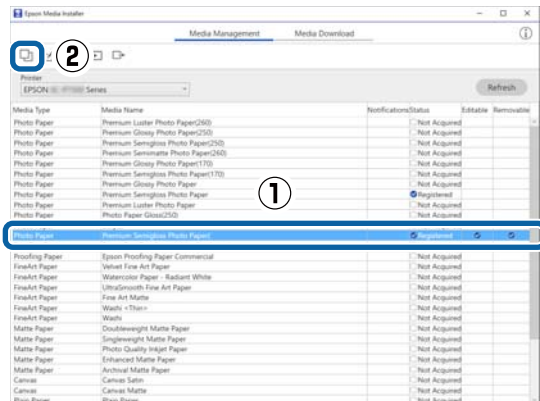 Epson Media Installer
Media Management Media Download
2
Printer
EPSON Series
Refresh
Media Type Media Name Notifications Status Editable Removable
Photo Paper Premium Luster Photo Paper(260) Not Acquired
Photo Paper Premium Glossy Photo Paper(250) Not Acquired
Photo Paper Premium Semigloss Photo Paper(250) Not Acquired
Photo Paper Premium Semimatte Photo Paper(260) Not Acquired
Photo Paper Premium Glossy Photo Paper(170) Not Acquired
Photo Paper Premium Semigloss Photo Paper(170) Not Acquired
Photo Paper Premium Glossy Photo Paper Not Acquired
Photo Paper Premium Semigloss Photo Paper Registered
Photo Paper Premium Luster Photo Paper Not Acquired
Photo Paper Photo Paper Gloss(250) Not Acquired
1
Photo Paper Premium Semigloss Photo Paper( Registered
Proofing Paper Epson Proofing Paper Commercial Not Acquired
FineArt Paper Velvet Fine Art Paper Not Acquired
FineArt Paper Watercolor Paper - Radiant White Not Acquired
FineArt Paper UltraSmooth Fine Art Paper Not Acquired
FineArt Paper Fine Art Matte Not Acquired
FineArt Paper Washi <Thin> Not Acquired
FineArt Paper Washi Not Acquired
Matte Paper Doubleweight Matte Paper Not Acquired
Matte Paper Singleweight Matte Paper Not Acquired
Matte Paper Photo Quality Inkjet Paper Not Acquired
Matte Paper Enhanced Matte Paper Not Acquired
Matte Paper Archival Matte Paper Not Acquired
Canvas Canvas Satin Not Acquired
Canvas Canvas Matte Not Acquired
Plain Paper Plain Paper Not Acquired